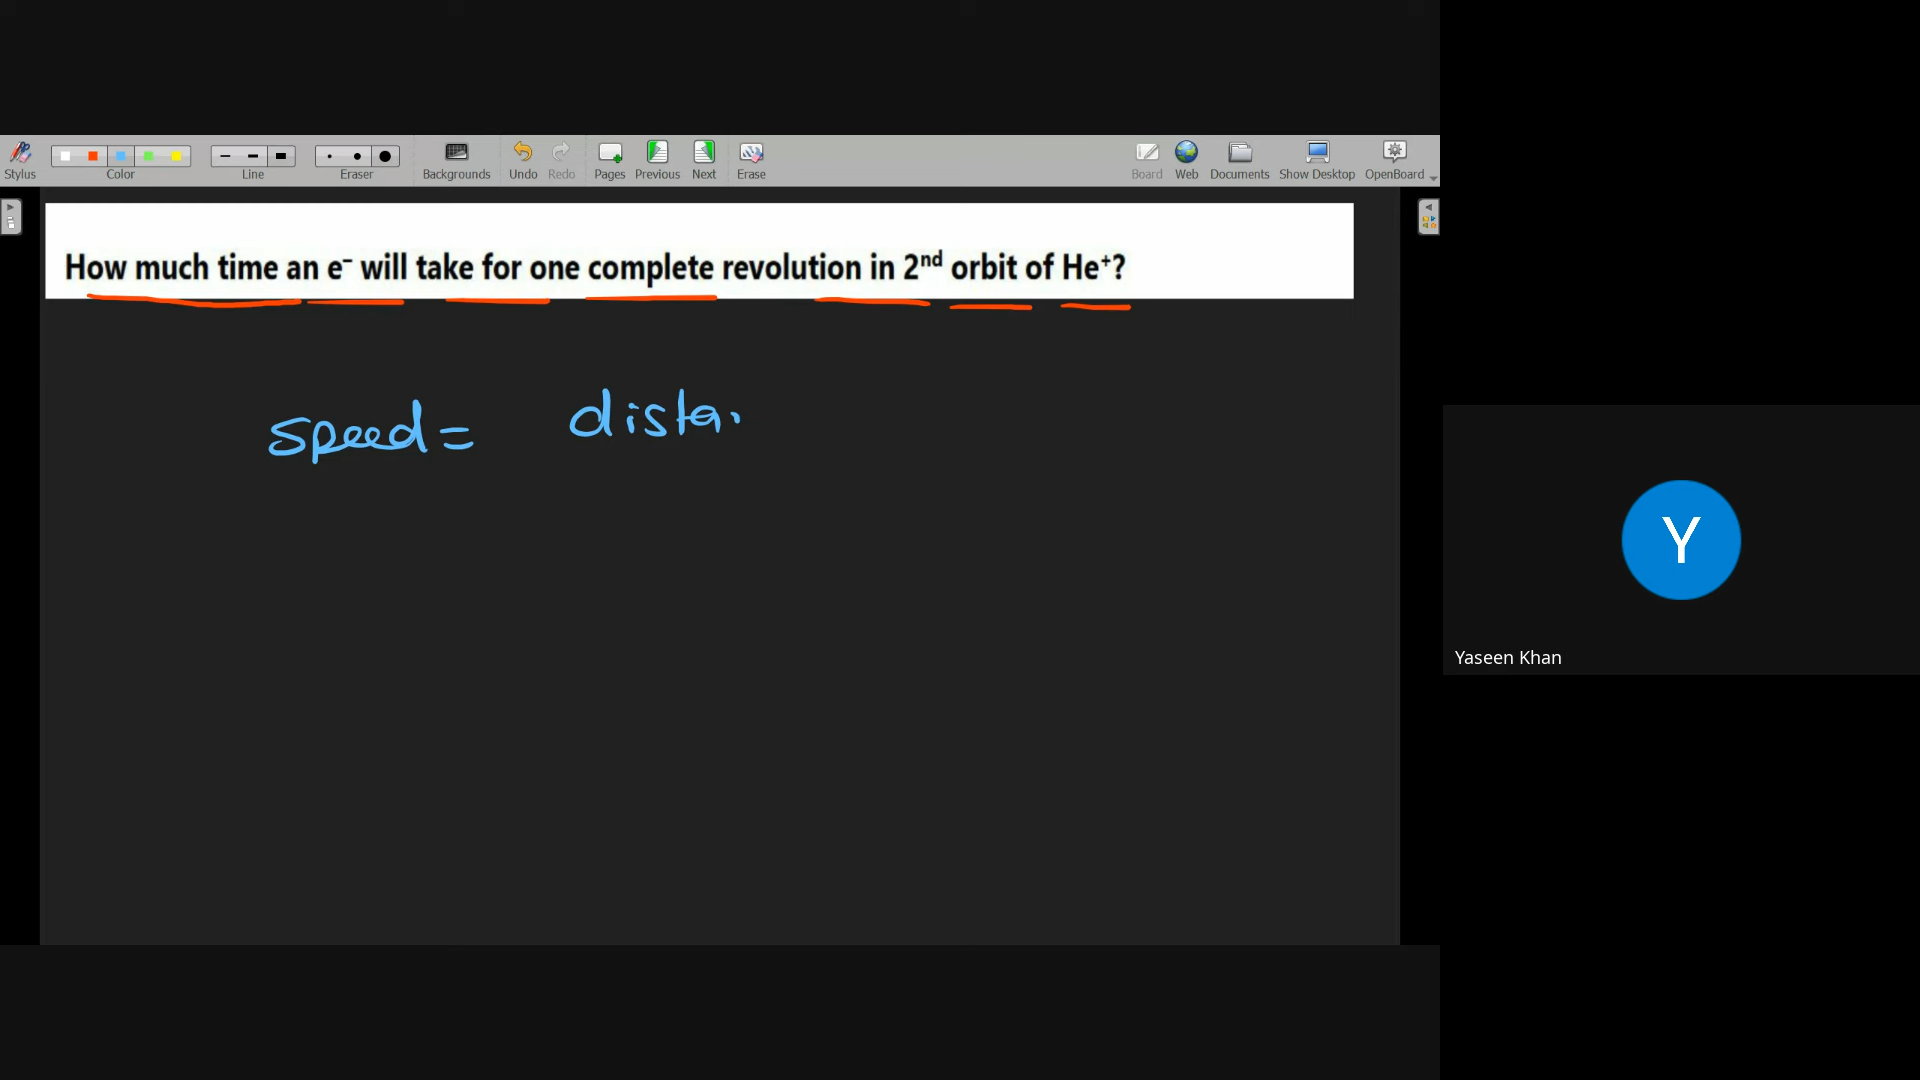 Stylus Color Line Eraser Backgrounds Undo Redo Pages Previous Next Erase Board Web Documents Show Desktop OpenBoard
How much time an e⁻ will take for one complete revolution in 2ⁿᵈ orbit of He⁺?
speed = dista
Y
Yaseen Khan